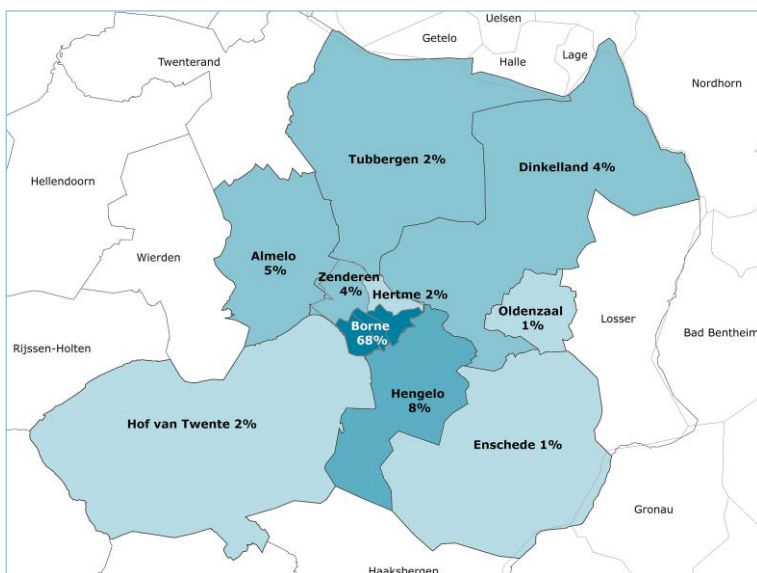 Uelsen
Getelo
Lage
Halle
Twenterand
Nordhorn
Tubbergen 2%
Dinkelland 4%
Hellendoorn
Almelo
5%
Wierden
Zenderen
4%
Hertme 2%
Oldenzaal
1%
Losser
Borne
68%
Bad Bentheim
Rijssen-Holten
Hengelo
8%
Hof van Twente 2%
Enschede 1%
Gronau
Haaksbergen